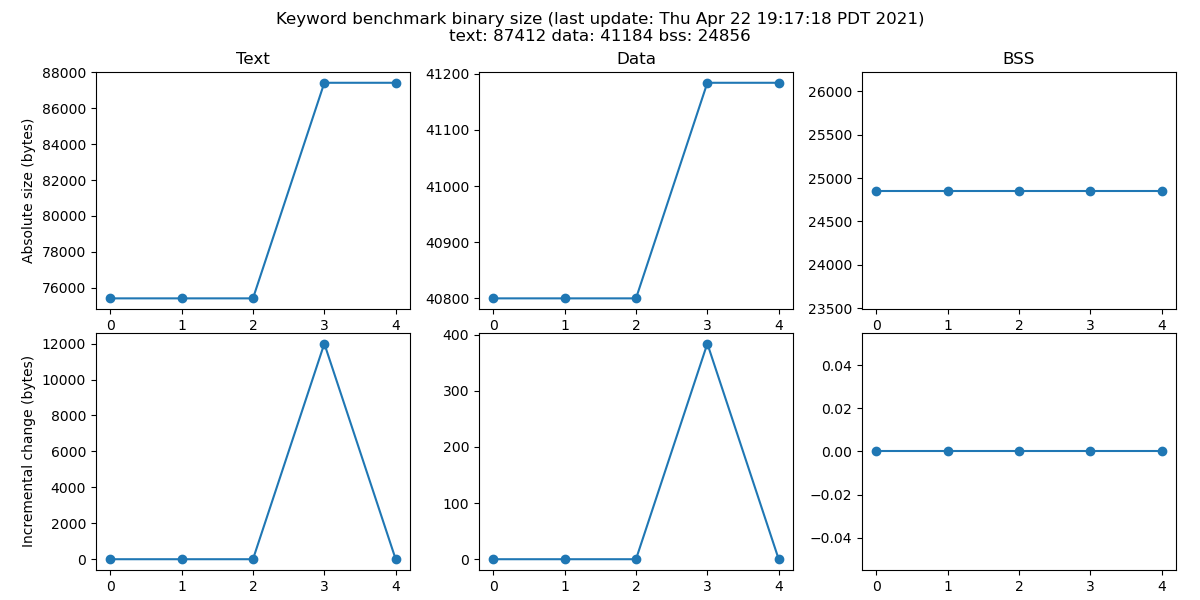 Keyword benchmark binary size (last update: Thu Apr 22 19:17:18 PDT 2021)
text: 87412 data: 41184 bss: 24856
Text
Data
BSS
Absolute size (bytes)
88000
86000
84000
82000
80000
78000
76000
0 1 2 3 4
41200
41100
41000
40900
40800
0 1 2 3 4
26000
25500
25000
24500
24000
23500
0 1 2 3 4
Incremental change (bytes)
12000
10000
8000
6000
4000
2000
0
0 1 2 3 4
400
300
200
100
0
0 1 2 3 4
0.04
0.02
0.00
−0.02
−0.04
0 1 2 3 4